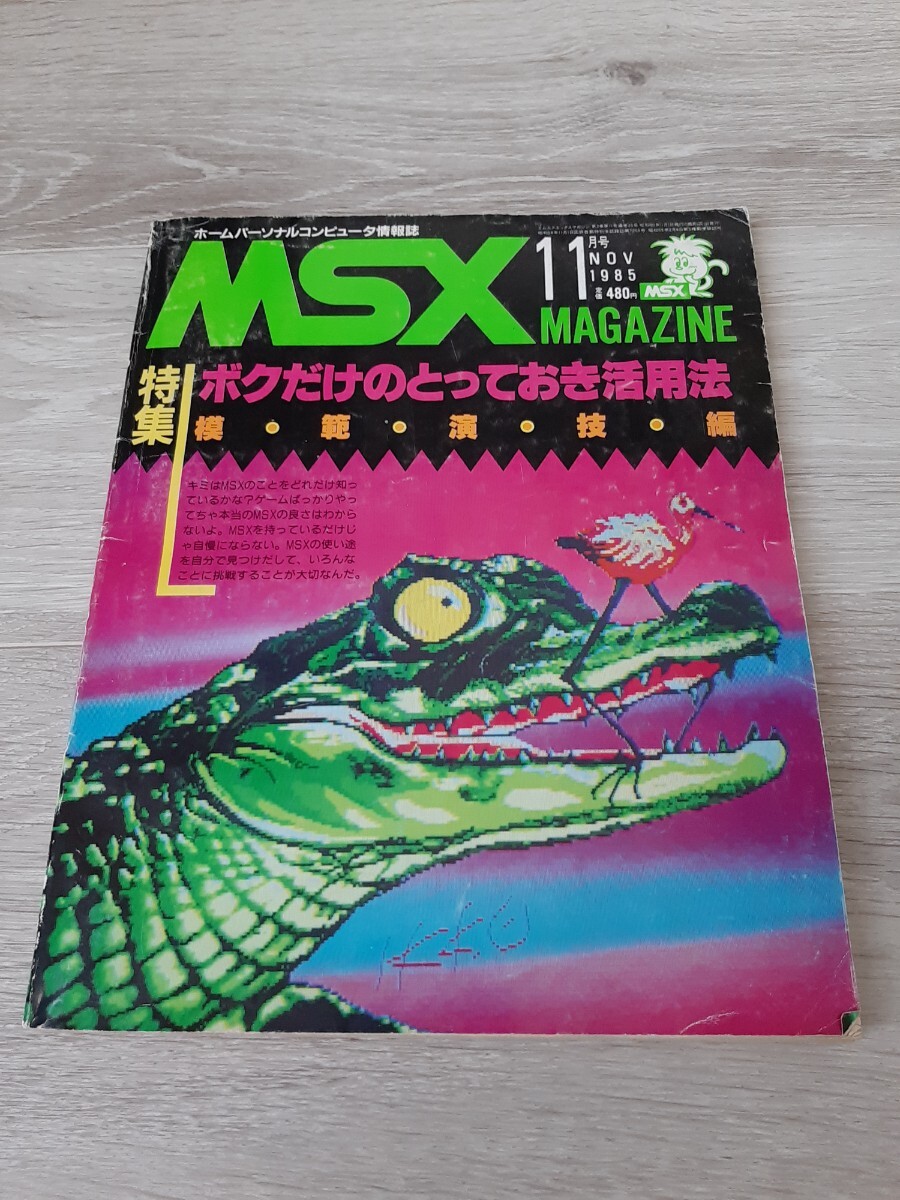 ホームパーソナルコンピュータ情報誌
MSX
MAGAZINE
11月号
NOV
1985
定価480円
MSX
特集
ボクだけのとっておき活用法
模・範・演・技・編
キミはMSXのことをどれだけ知っ
ているかな?ゲームばっかりやっ
てちゃ本当のMSXの良さはわから
ないよ。MSXを持っているだけじ
ゃ自慢にならない。MSXの使い途
を自分で見つけだして、いろんな
ことに挑戦することが大切なんだ。